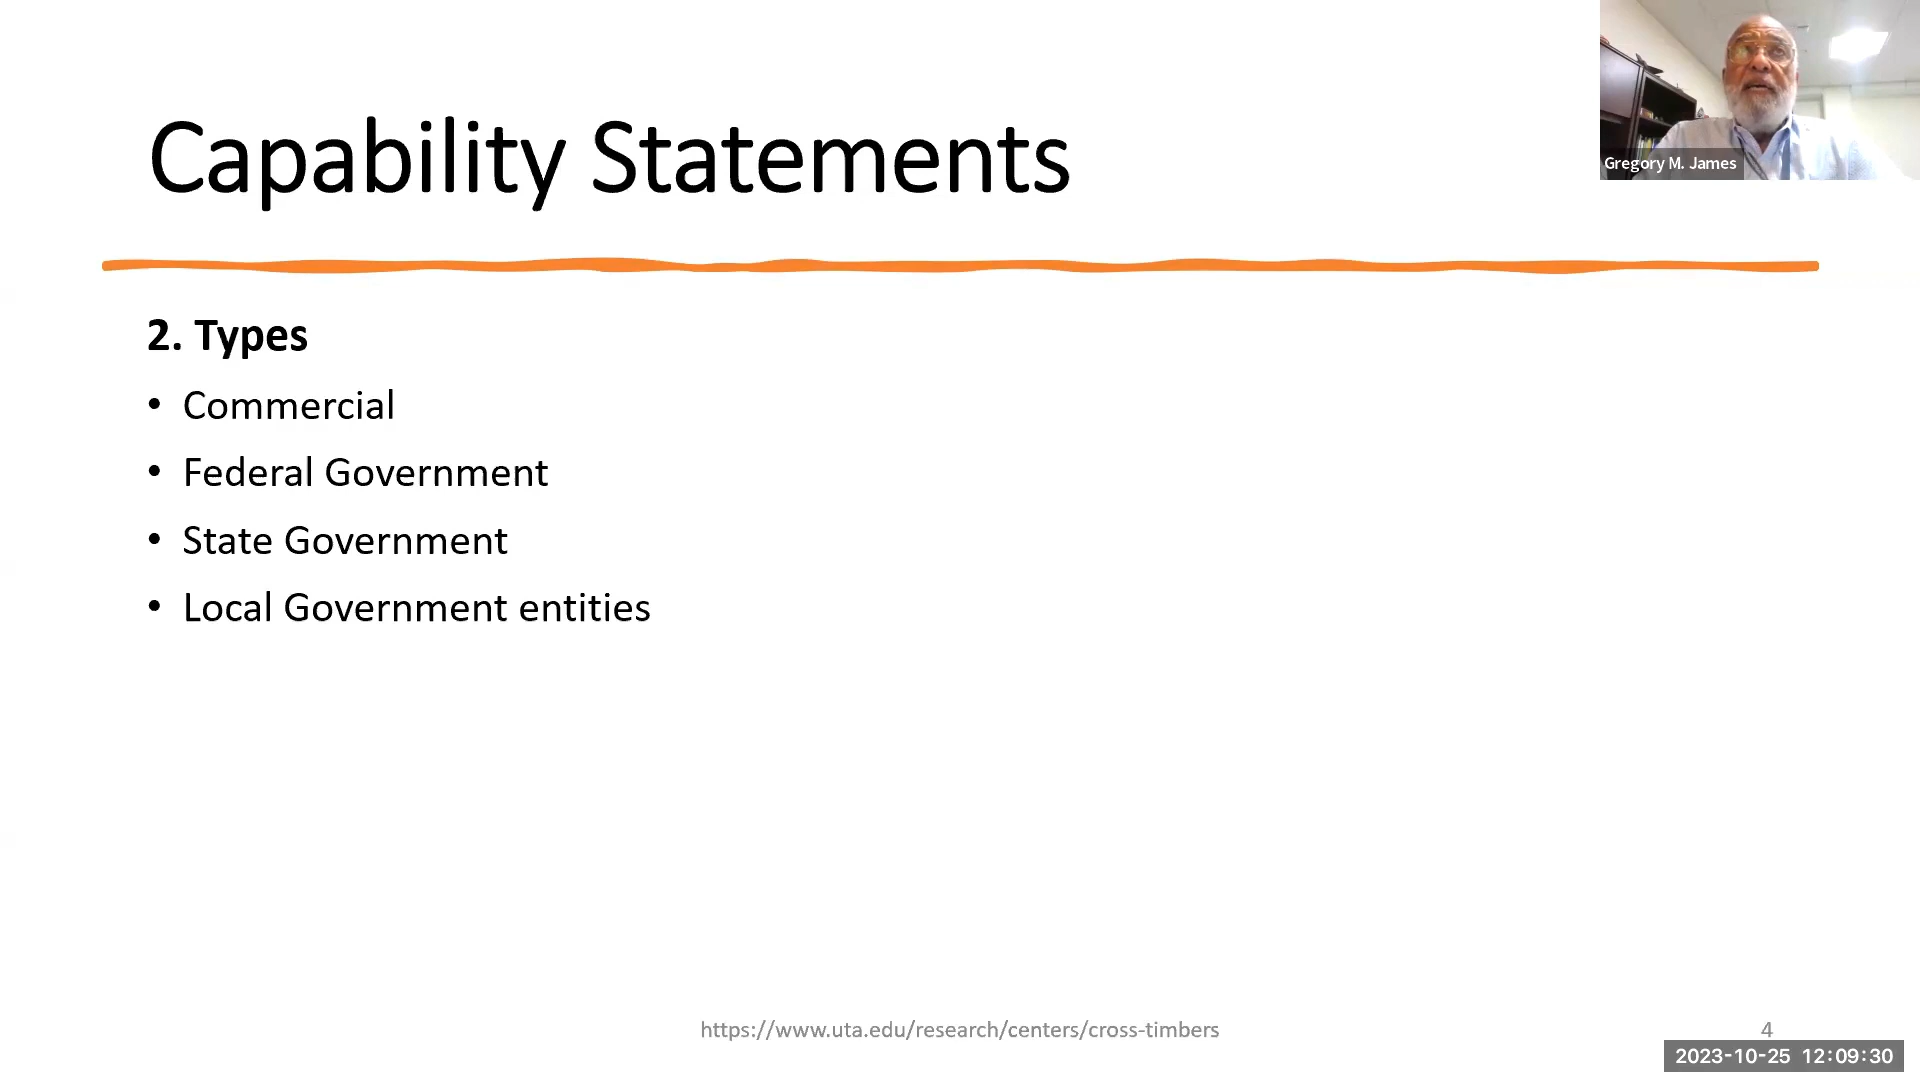 Capability Statements
Gregory M. James
2. Types
• Commercial
• Federal Government
• State Government
• Local Government entities
https://www.uta.edu/research/centers/cross-timbers
4
2023-10-25 12:09:30